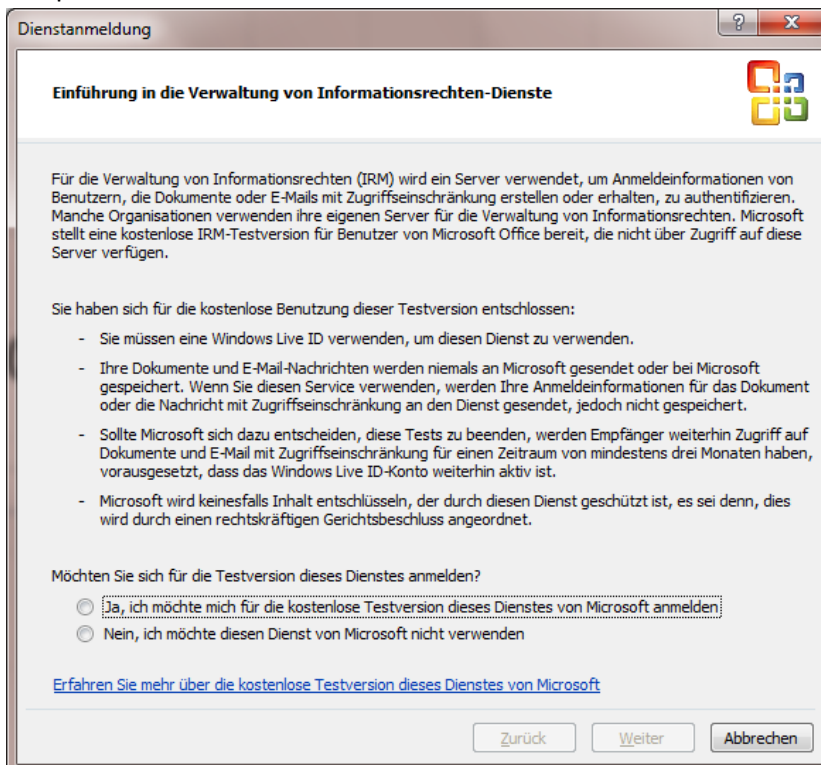 Dienstanmeldung
Einführung in die Verwaltung von Informationsrechten-Dienste
Für die Verwaltung von Informationsrechten (IRM) wird ein Server verwendet, um Anmeldeinformationen von
Benutzern, die Dokumente oder E-Mails mit Zugriffseinschränkung erstellen oder erhalten, zu authentifizieren.
Manche Organisationen verwenden ihre eigenen Server für die Verwaltung von Informationsrechten. Microsoft
stellt eine kostenlose IRM-Testversion für Benutzer von Microsoft Office bereit, die nicht über Zugriff auf diese
Server verfügen.
Sie haben sich für die kostenlose Benutzung dieser Testversion entschlossen:
- Sie müssen eine Windows Live ID verwenden, um diesen Dienst zu verwenden.
- Ihre Dokumente und E-Mail-Nachrichten werden niemals an Microsoft gesendet oder bei Microsoft
gespeichert. Wenn Sie diesen Service verwenden, werden Ihre Anmeldeinformationen für das Dokument
oder die Nachricht mit Zugriffseinschränkung an den Dienst gesendet, jedoch nicht gespeichert.
- Sollte Microsoft sich dazu entscheiden, diese Tests zu beenden, werden Empfänger weiterhin Zugriff auf
Dokumente und E-Mail mit Zugriffseinschränkung für einen Zeitraum von mindestens drei Monaten haben,
vorausgesetzt, dass das Windows Live ID-Konto weiterhin aktiv ist.
- Microsoft wird keinesfalls Inhalt entschlüsseln, der durch diesen Dienst geschützt ist, es sei denn, dies
wird durch einen rechtskräftigen Gerichtsbeschluss angeordnet.
Möchten Sie sich für die Testversion dieses Dienstes anmelden?
Ja, ich möchte mich für die kostenlose Testversion dieses Dienstes von Microsoft anmelden
Nein, ich möchte diesen Dienst von Microsoft nicht verwenden
Erfahren Sie mehr über die kostenlose Testversion dieses Dienstes von Microsoft
Zurück Weiter Abbrechen